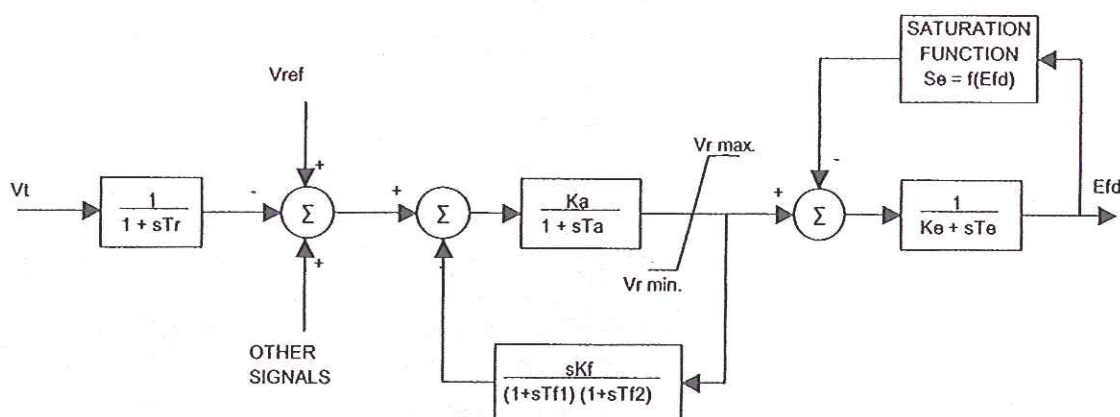 SATURATION
FUNCTION
Se = f(Efd)
Vref
Vr max.
Vt
+
-
+
1
1 + sTr
Σ
+
Σ
-
Ka
1 + sTa
Vr min.
+
-
Σ
1
Ke + sTe
Efd
OTHER
SIGNALS
sKf
(1+sTf1) (1+sTf2)